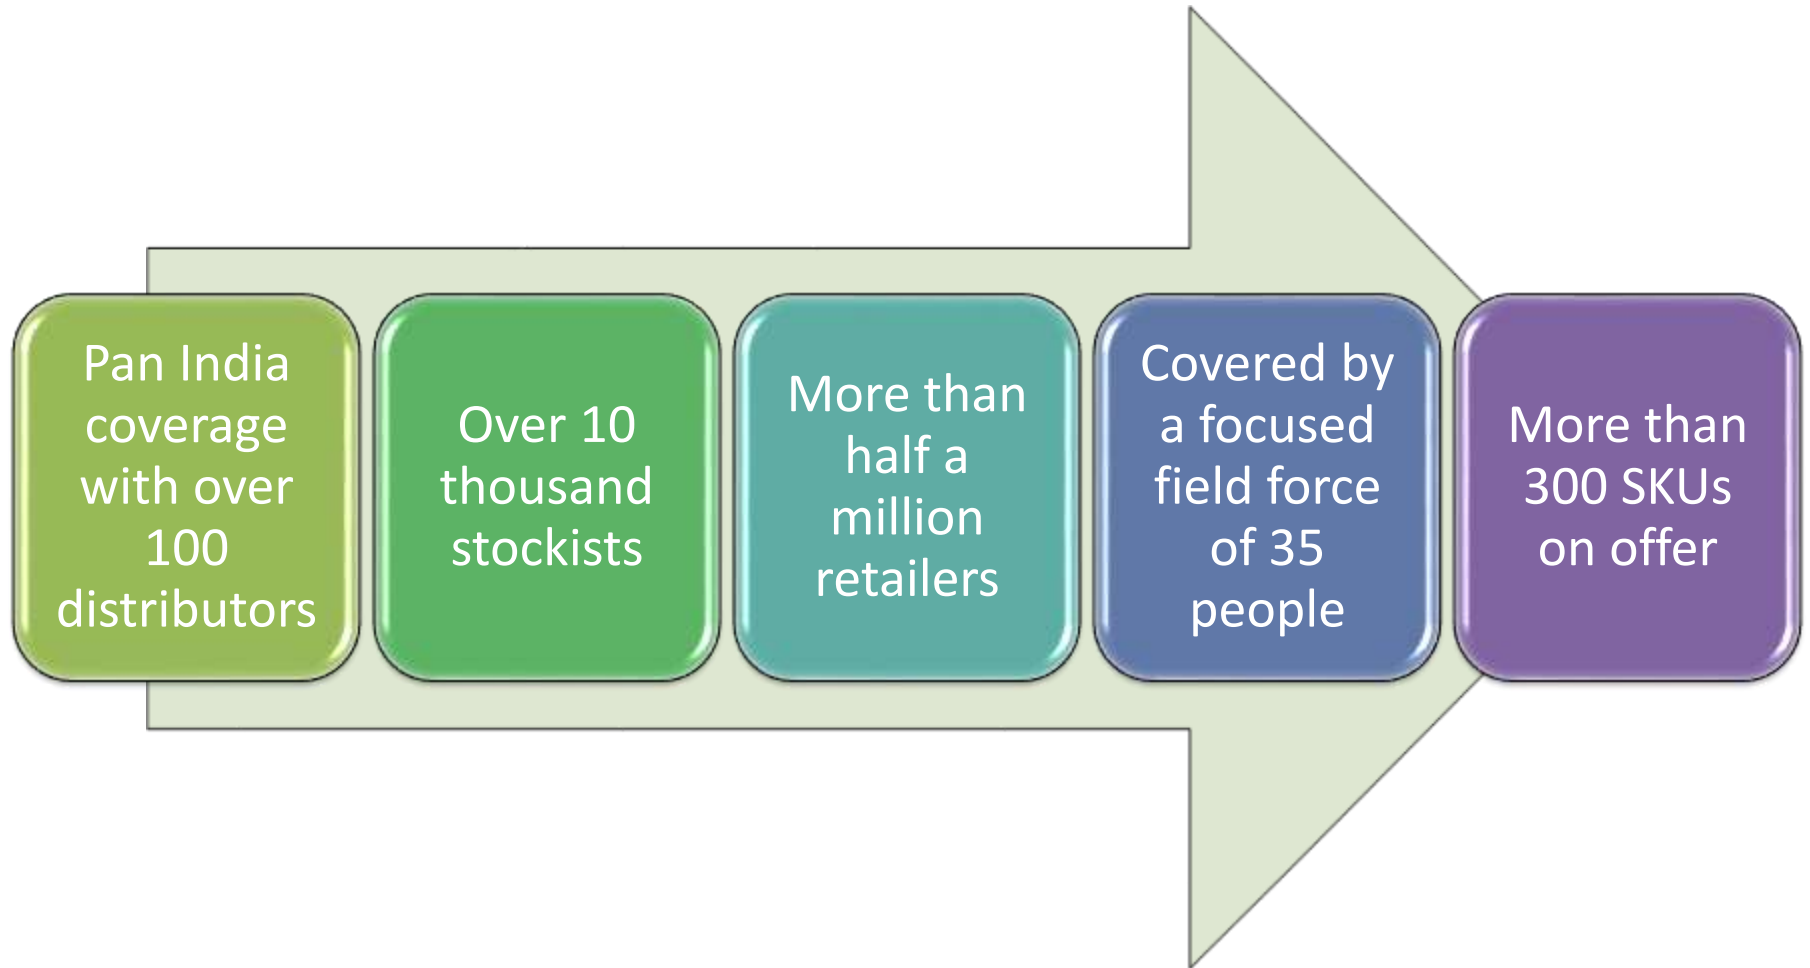 Pan India
coverage
with over
100
distributors
Over 10
thousand
stockists
More than
half a
million
retailers
Covered by
a focused
field force
of 35
people
More than
300 SKUs
on offer